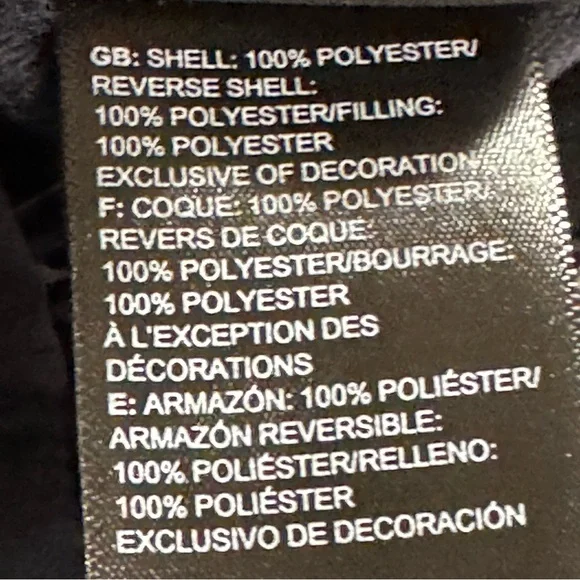 GB: SHELL: 100% POLYESTER/
REVERSE SHELL:
100% POLYESTER/FILLING:
100% POLYESTER
EXCLUSIVE OF DECORATION
F: COQUE: 100% POLYESTER/
REVERS DE COQUE:
100% POLYESTER/BOURRAGE:
100% POLYESTER
À L'EXCEPTION DES
DÉCORATIONS
E: ARMAZÓN: 100% POLIÉSTER/
ARMAZÓN REVERSIBLE:
100% POLIÉSTER/RELLENO:
100% POLIÉSTER
EXCLUSIVO DE DECORACIÓN